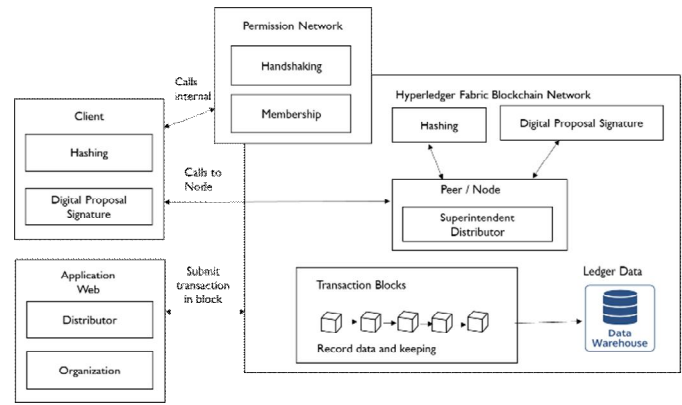 Permission Network
Handshaking
Membership
Calls
internal
Client
Hashing
Digital Proposal
Signature
Calls to
Node
Hyperledger Fabric Blockchain Network
Hashing
Digital Proposal Signature
Peer / Node
Superintendent
Distributor
Application
Web
Distributor
Organization
Submit
transaction
in block
Transaction Blocks
Record data and keeping
Ledger Data
Data
Warehouse